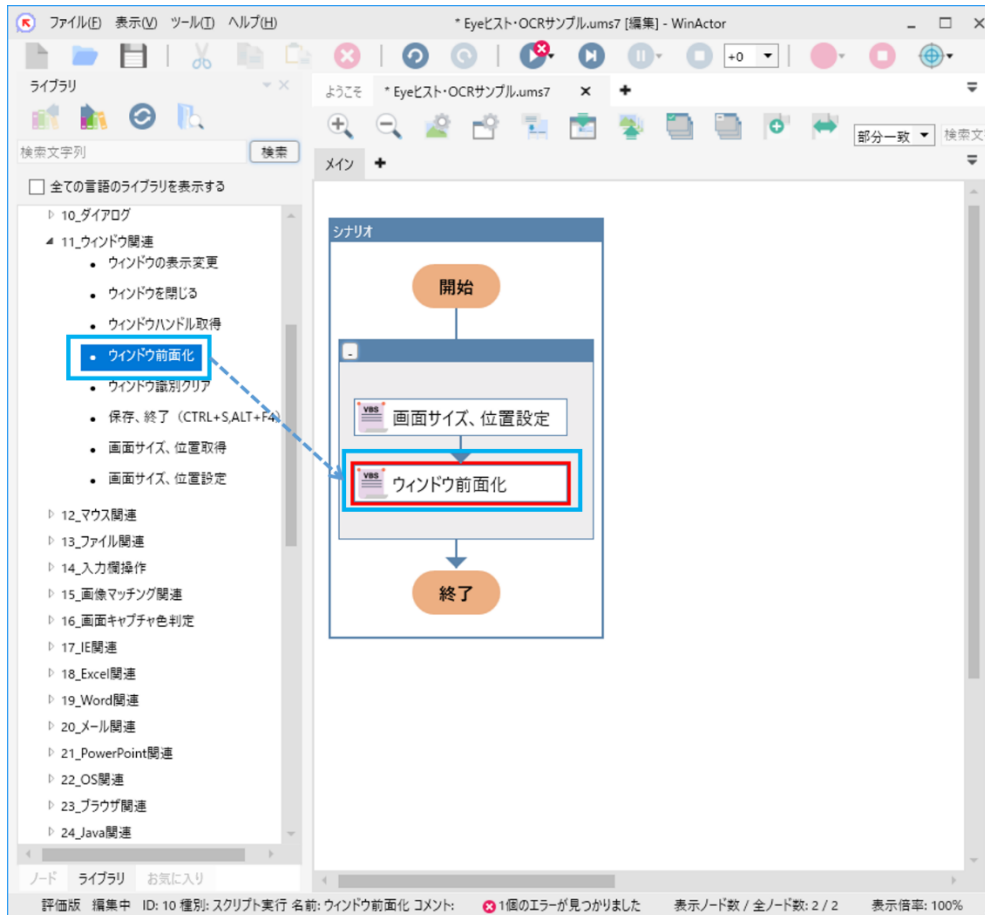 ファイル(F) 表示(V) ツール(T) ヘルプ(H) * Eyeヒスト・OCRサンプル.ums7 [編集] - WinActor
+0
ライブラリ
ようこそ * Eyeヒスト・OCRサンプル.ums7
検索文字列 検索
部分一致 検索文
メイン
全ての言語のライブラリを表示する
10_ダイアログ
11_ウィンドウ関連
ウィンドウの表示変更
ウィンドウを閉じる
ウィンドウハンドル取得
ウィンドウ前面化
ウィンドウ識別クリア
保存、終了（CTRL+S,ALT+F4）
画面サイズ、位置取得
画面サイズ、位置設定
12_マウス関連
13_ファイル関連
14_入力欄操作
15_画像マッチング関連
16_画面キャプチャ色判定
17_IE関連
18_Excel関連
19_Word関連
20_メール関連
21_PowerPoint関連
22_OS関連
23_ブラウザ関連
24_Java関連
シナリオ
開始
VBS 画面サイズ、位置設定
VBS ウィンドウ前面化
終了
ノード ライブラリ お気に入り
評価版 編集中 ID: 10 種別: スクリプト実行 名前: ウィンドウ前面化 コメント: 1個のエラーが見つかりました 表示ノード数 / 全ノード数: 2 / 2 表示倍率: 100%